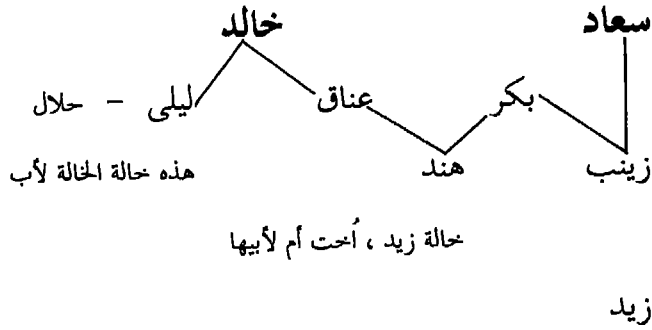 سعاد خالد
بكر عناق ليلى – حلال
زينب هند هذه خالة الخالة لأب
خالة زيد ، أُخت أم لأبيها
زيد